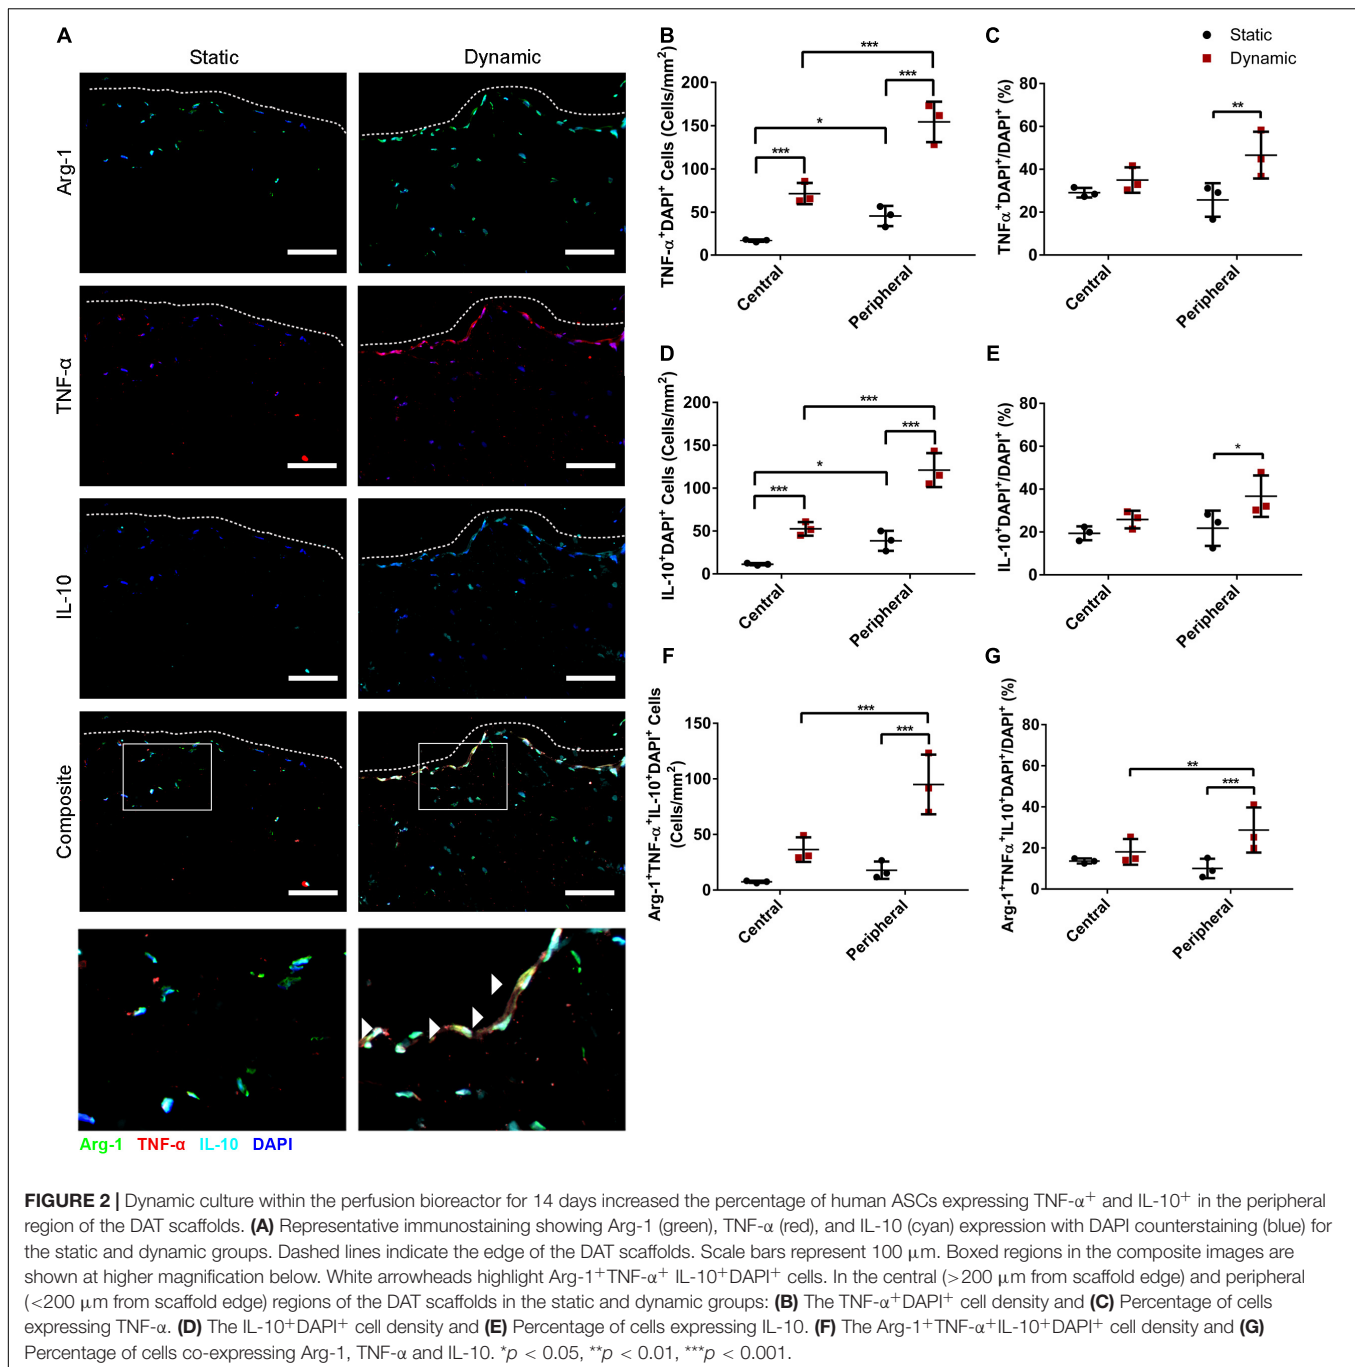 A
Static
Dynamic
Arg-1
TNF-α
IL-10
Composite
Arg-1 TNF-α IL-10 DAPI
B
TNF-α⁺DAPI⁺ Cells (Cells/mm²)
200
150
100
50
0
***
***
*
***
Central
Peripheral
C
Static
Dynamic
TNFα⁺DAPI⁺/DAPI⁺ (%)
80
60
40
20
0
**
Central
Peripheral
D
IL-10⁺DAPI⁺ Cells (Cells/mm²)
200
150
100
50
0
***
***
*
***
Central
Peripheral
E
IL-10⁺DAPI⁺/DAPI⁺ (%)
80
60
40
20
0
*
Central
Peripheral
F
Arg-1⁺TNF-α⁺IL-10⁺DAPI⁺ Cells
(Cells/mm²)
150
100
50
0
***
***
Central
Peripheral
G
Arg-1⁺TNFα⁺IL10⁺DAPI⁺/DAPI⁺ (%)
80
60
40
20
0
**
***
Central
Peripheral
FIGURE 2 | Dynamic culture within the perfusion bioreactor for 14 days increased the percentage of human ASCs expressing TNF-α⁺ and IL-10⁺ in the peripheral
region of the DAT scaffolds. (A) Representative immunostaining showing Arg-1 (green), TNF-α (red), and IL-10 (cyan) expression with DAPI counterstaining (blue) for
the static and dynamic groups. Dashed lines indicate the edge of the DAT scaffolds. Scale bars represent 100 μm. Boxed regions in the composite images are
shown at higher magnification below. White arrowheads highlight Arg-1⁺TNF-α⁺ IL-10⁺DAPI⁺ cells. In the central (>200 μm from scaffold edge) and peripheral
(<200 μm from scaffold edge) regions of the DAT scaffolds in the static and dynamic groups: (B) The TNF-α⁺DAPI⁺ cell density and (C) Percentage of cells
expressing TNF-α. (D) The IL-10⁺DAPI⁺ cell density and (E) Percentage of cells expressing IL-10. (F) The Arg-1⁺TNF-α⁺IL-10⁺DAPI⁺ cell density and (G)
Percentage of cells co-expressing Arg-1, TNF-α and IL-10. *p < 0.05, **p < 0.01, ***p < 0.001.